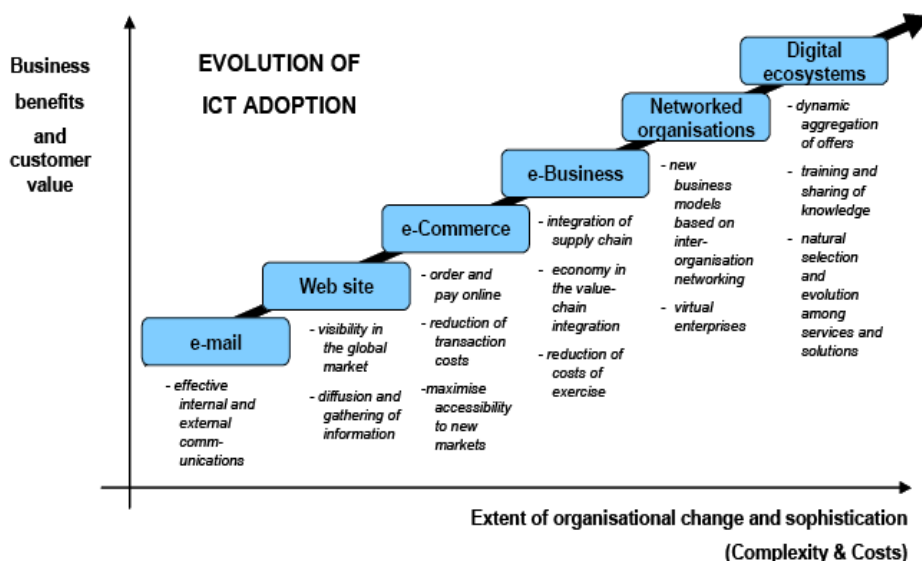 Business
benefits
and
customer
value
EVOLUTION OF
ICT ADOPTION
e-mail
- effective
internal and
external
comm-
unications
Web site
- visibility in
the global
market
- diffusion and
gathering of
information
e-Commerce
- order and
pay online
- reduction of
transaction
costs
-maximise
accessibility
to new
markets
e-Business
- integration of
supply chain
- economy in
the value-
chain
integration
- reduction of
costs of
exercise
Networked
organisations
- new
business
models
based on
inter-
organisation
networking
- virtual
enterprises
Digital
ecosystems
- dynamic
aggregation
of offers
- training and
sharing of
knowledge
- natural
selection
and
evolution
among
services and
solutions
Extent of organisational change and sophistication
(Complexity & Costs)